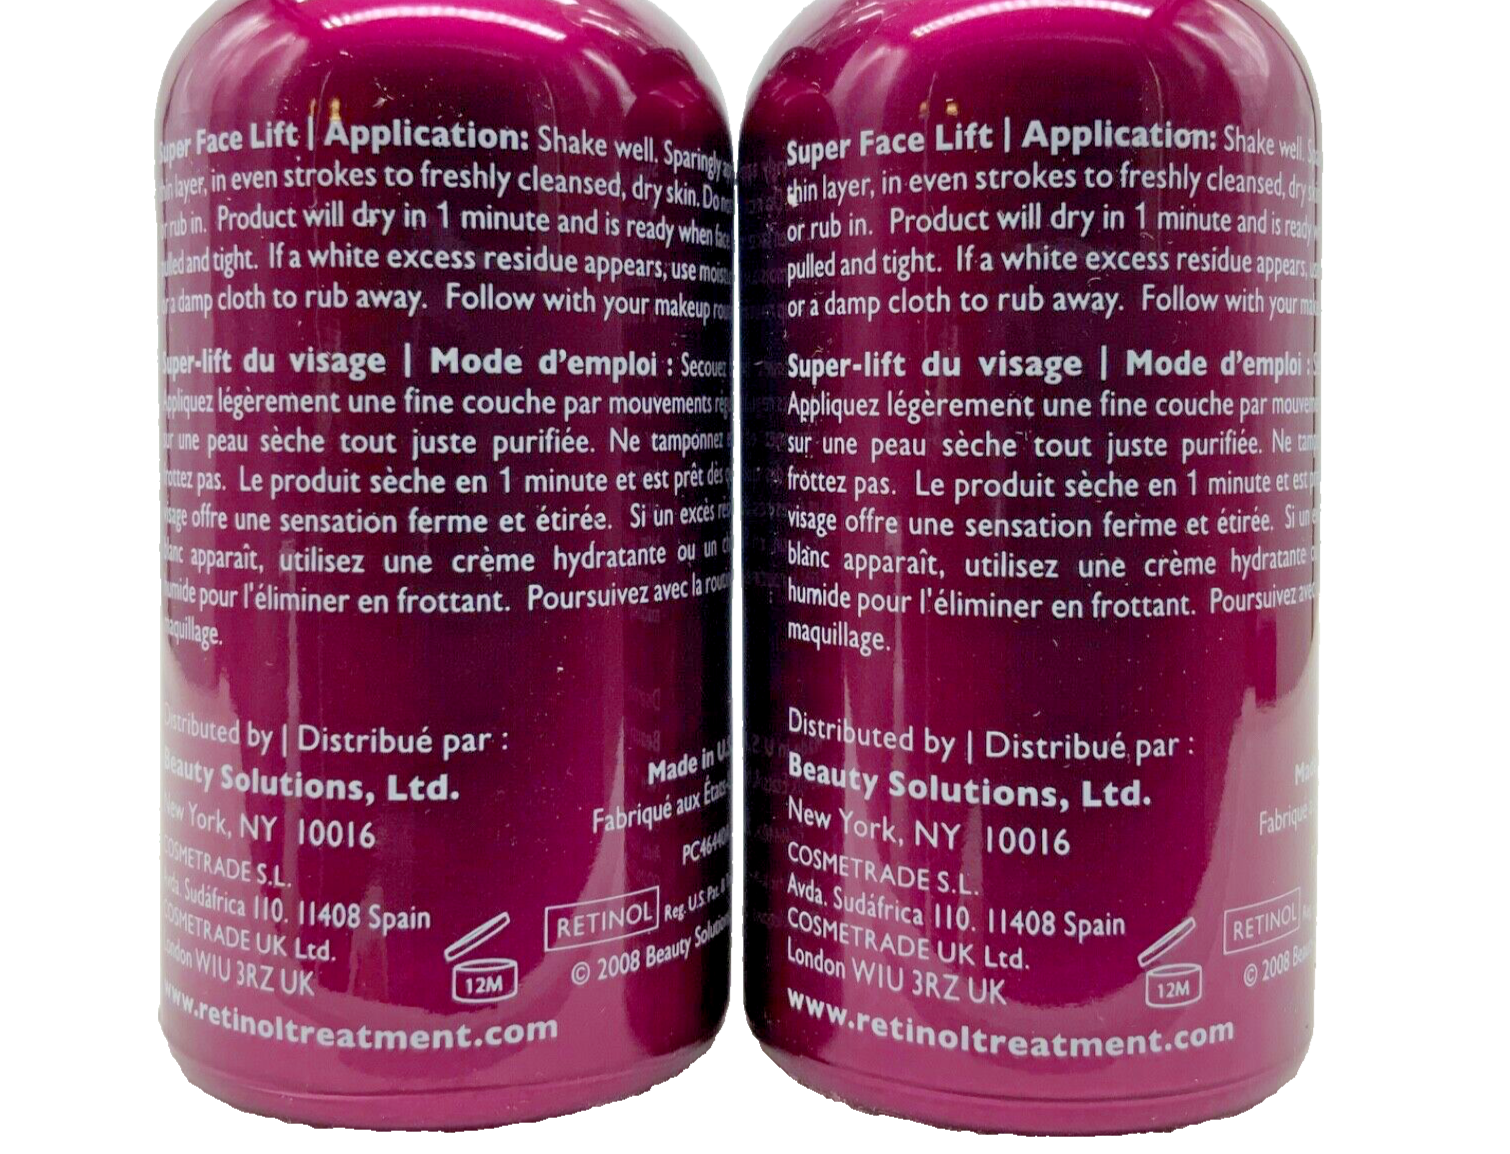 Super Face Lift | Application: Shake well. Sparingly
thin layer, in even strokes to freshly cleansed, dry skin. Do
or rub in. Product will dry in 1 minute and is ready when
pulled and tight. If a white excess residue appears, use
or a damp cloth to rub away. Follow with your makeup
Super-lift du visage | Mode d'emploi : Secouez
Appliquez légèrement une fine couche par mouvements
sur une peau sèche tout juste purifiée. Ne tamponnez
frottez pas. Le produit sèche en 1 minute et est prêt dès
visage offre une sensation ferme et étirée. Si un excès
blanc apparaît, utilisez une crème hydratante ou un
humide pour l'éliminer en frottant. Poursuivez avec la
maquillage.
Distributed by | Distribué par :
Beauty Solutions, Ltd.
New York, NY 10016
COSMETRADE S.L.
Avda. Sudáfrica 110. 11408 Spain
COSMETRADE UK Ltd.
London W1U 3RZ UK
www.retinoltreatment.com
12M
Made in U.S.
Fabriqué aux
RETINOL Reg. U.S. Pat. &
© 2008 Beauty
Super Face Lift | Application: Shake well.
thin layer, in even strokes to freshly cleansed, dry
or rub in. Product will dry in 1 minute and is ready
pulled and tight. If a white excess residue appears,
or a damp cloth to rub away. Follow with your
Super-lift du visage | Mode d'emploi :
Appliquez légèrement une fine couche par
sur une peau sèche tout juste purifiée. Ne
frottez pas. Le produit sèche en 1 minute et est
visage offre une sensation ferme et étirée. Si un
blanc apparaît, utilisez une crème hydratante
humide pour l'éliminer en frottant. Poursuivez avec
maquillage.
Distributed by | Distribué par :
Beauty Solutions, Ltd.
New York, NY 10016
COSMETRADE S.L.
Avda. Sudáfrica 110. 11408 Spain
COSMETRADE UK Ltd.
London W1U 3RZ UK
www.retinoltreatment.com
12M
Fabriqué
RETINOL
© 2008